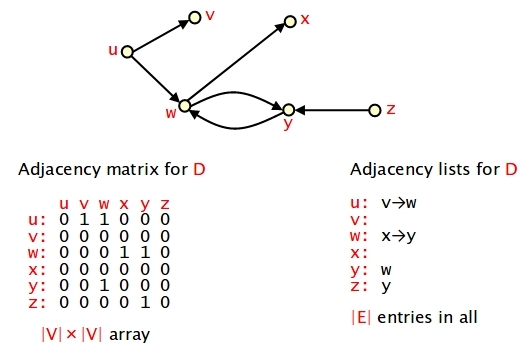 v
x
u
w
y
z
Adjacency matrix for D
u v w x y z
u: 0 1 1 0 0 0
v: 0 0 0 0 0 0
w: 0 0 0 1 1 0
x: 0 0 0 0 0 0
y: 0 0 1 0 0 0
z: 0 0 0 0 1 0
|V| × |V| array
Adjacency lists for D
u: v→w
v:
w: x→y
x:
y: w
z: y
|E| entries in all